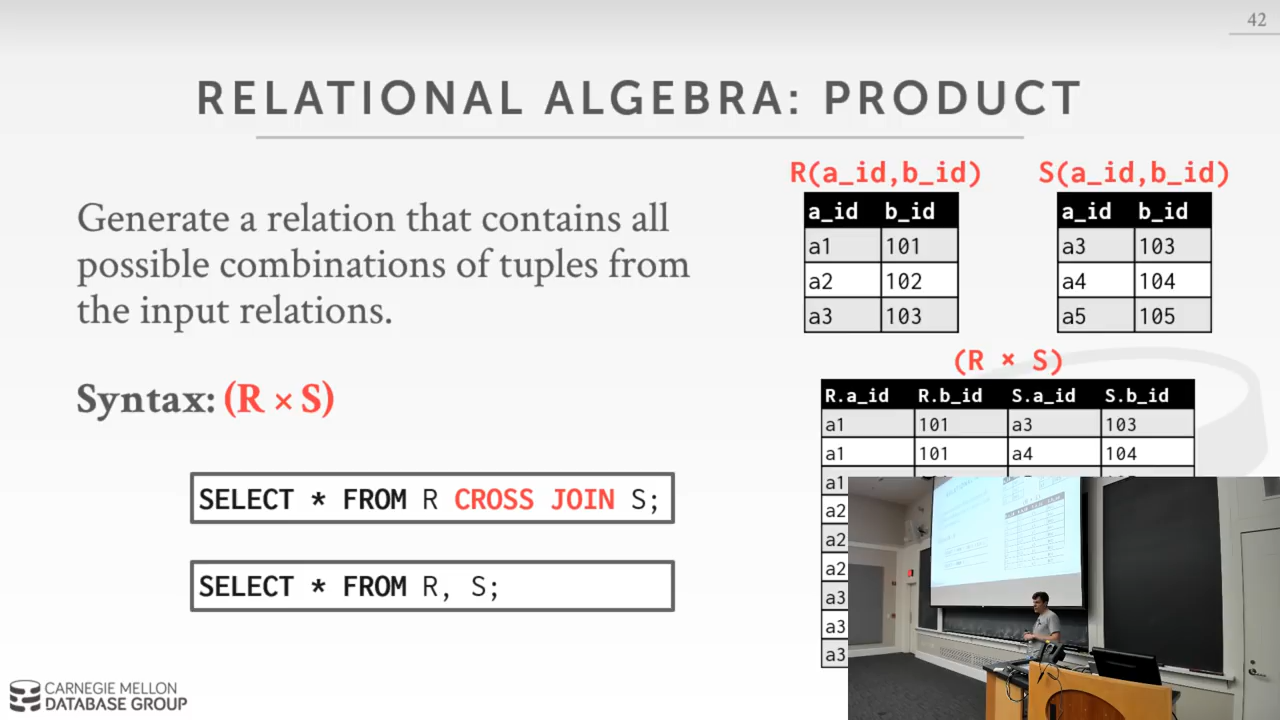 42
RELATIONAL ALGEBRA: PRODUCT
Generate a relation that contains all
possible combinations of tuples from
the input relations.
Syntax: (R × S)
SELECT * FROM R CROSS JOIN S;
SELECT * FROM R, S;
R(a_id,b_id)
a_id b_id
a1 101
a2 102
a3 103
S(a_id,b_id)
a_id b_id
a3 103
a4 104
a5 105
(R × S)
R.a_id R.b_id S.a_id S.b_id
a1 101 a3 103
a1 101 a4 104
a1
a2
a2
a2
a3
a3
a3
CARNEGIE MELLON
DATABASE GROUP